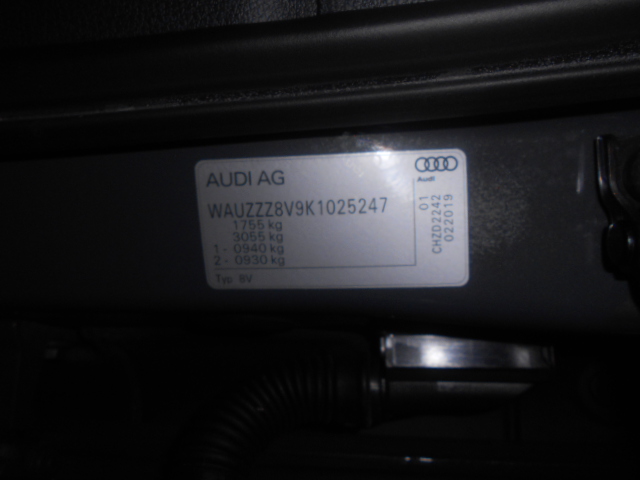 AUDI AG
Audi
WAUZZZ8V9K1025247
1755 kg
3055 kg
1- 0940 kg
2- 0930 kg
Typ 8V
01
CHZD2242
022019